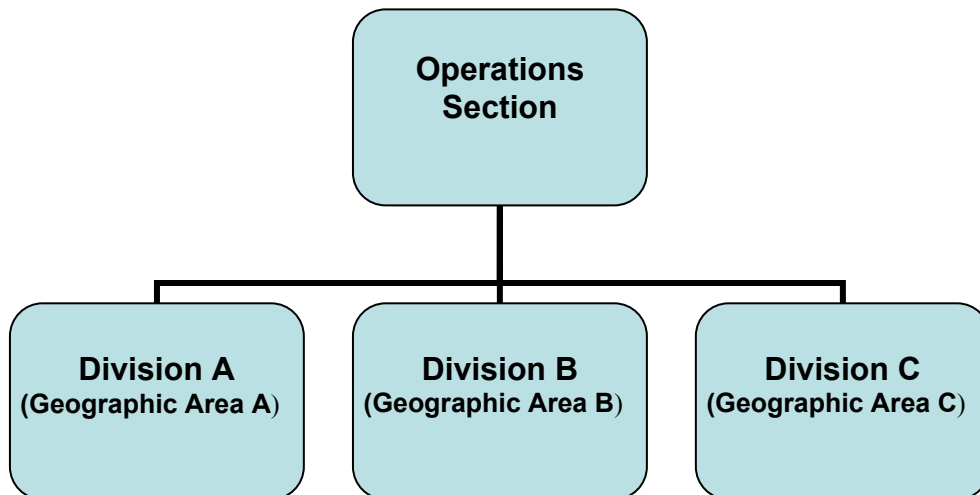 Operations
Section
Division A
(Geographic Area A)
Division B
(Geographic Area B)
Division C
(Geographic Area C)